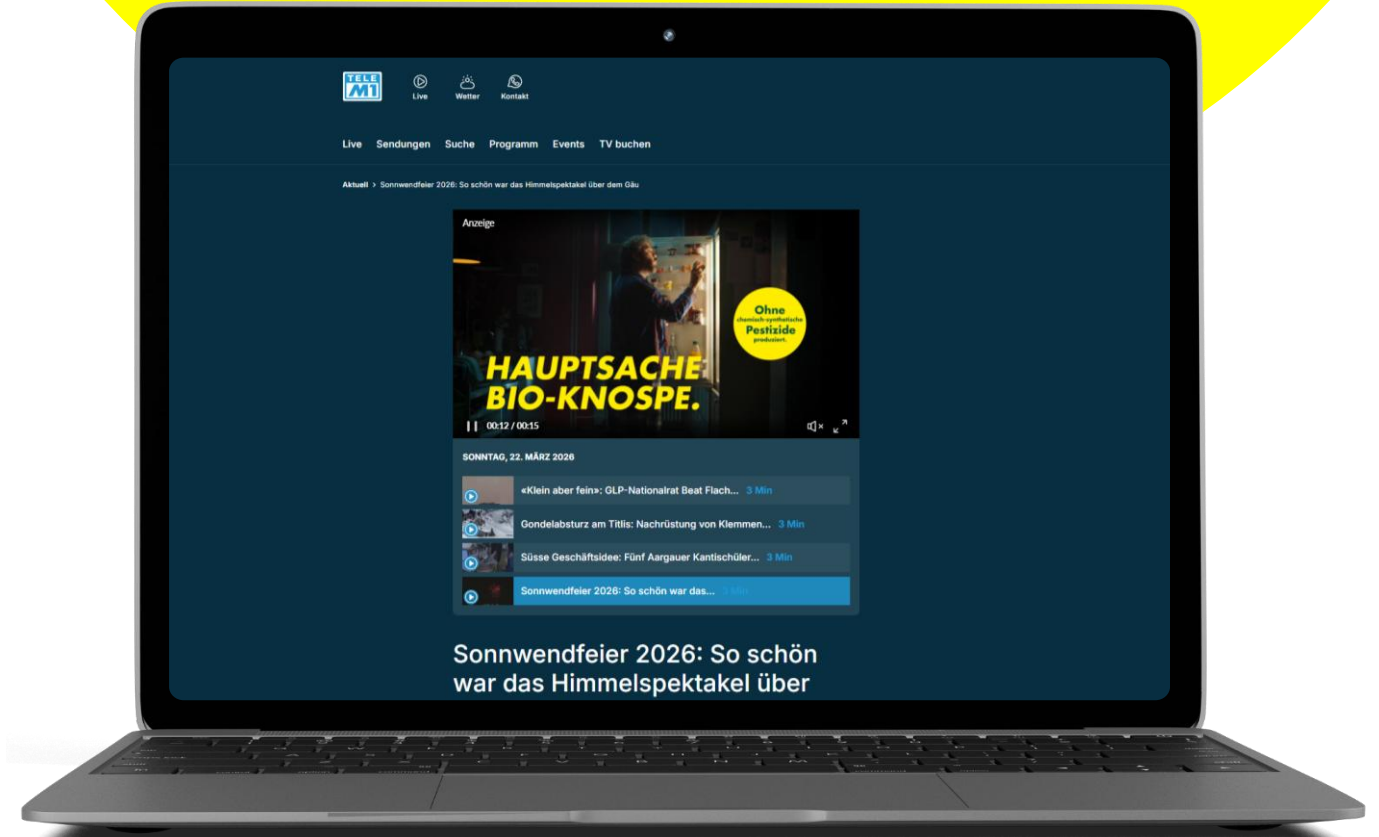 TELE
M1
Live
Wetter
Kontakt
Live Sendungen Suche Programm Events TV buchen
Aktuell > Sonnwendfeier 2026: So schön war das Himmelspektakel über dem Gäu
Anzeige
Ohne
chemisch-synthetische
Pestizide
produziert.
HAUPTSACHE
BIO-KNOSPE.
00:12 / 00:15
SONNTAG, 22. MÄRZ 2026
«Klein aber fein»: GLP-Nationalrat Beat Flach... 3 Min
Gondelabsturz am Titlis: Nachrüstung von Klemmen... 3 Min
Süsse Geschäftsidee: Fünf Aargauer Kantischüler... 3 Min
Sonnwendfeier 2026: So schön war das... 3 Min
Sonnwendfeier 2026: So schön
war das Himmelspektakel über